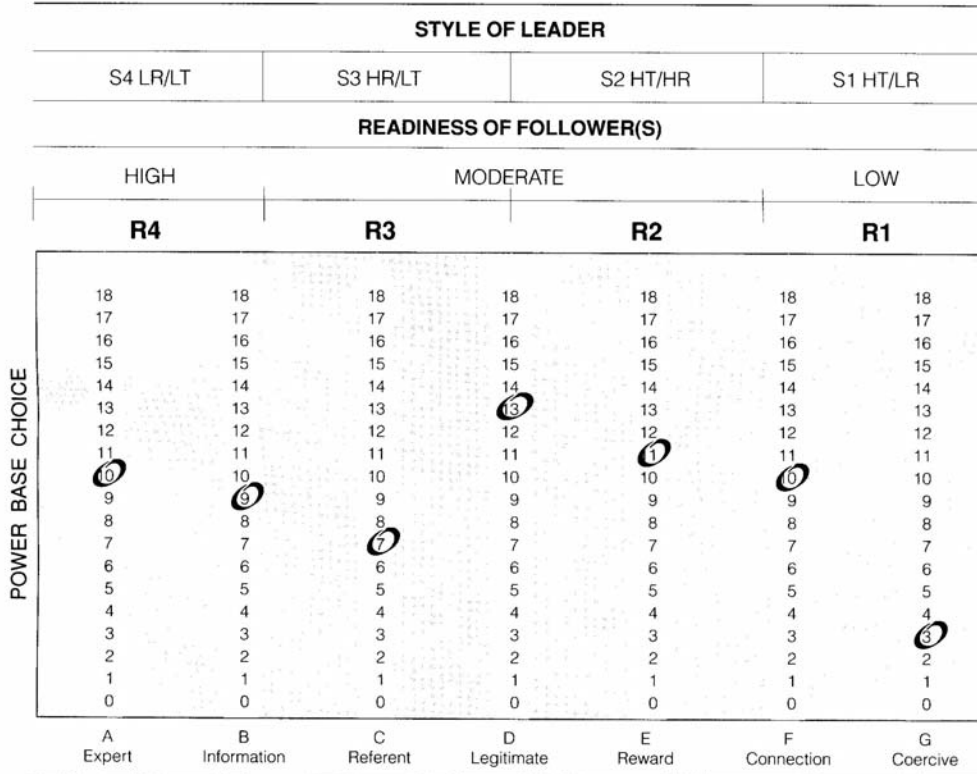 STYLE OF LEADER
S4 LR/LT S3 HR/LT S2 HT/HR S1 HT/LR
READINESS OF FOLLOWER(S)
HIGH MODERATE LOW
R4 R3 R2 R1
POWER BASE CHOICE
18 18 18 18 18 18 18
17 17 17 17 17 17 17
16 16 16 16 16 16 16
15 15 15 15 15 15 15
14 14 14 14 14 14 14
13 13 13 13 13 13 13
12 12 12 12 12 12 12
11 11 11 11 11 11 11
10 10 10 10 10 10 10
9 9 9 9 9 9 9
8 8 8 8 8 8 8
7 7 7 7 7 7 7
6 6 6 6 6 6 6
5 5 5 5 5 5 5
4 4 4 4 4 4 4
3 3 3 3 3 3 3
2 2 2 2 2 2 2
1 1 1 1 1 1 1
0 0 0 0 0 0 0
A B C D E F G
Expert Information Referent Legitimate Reward Connection Coercive